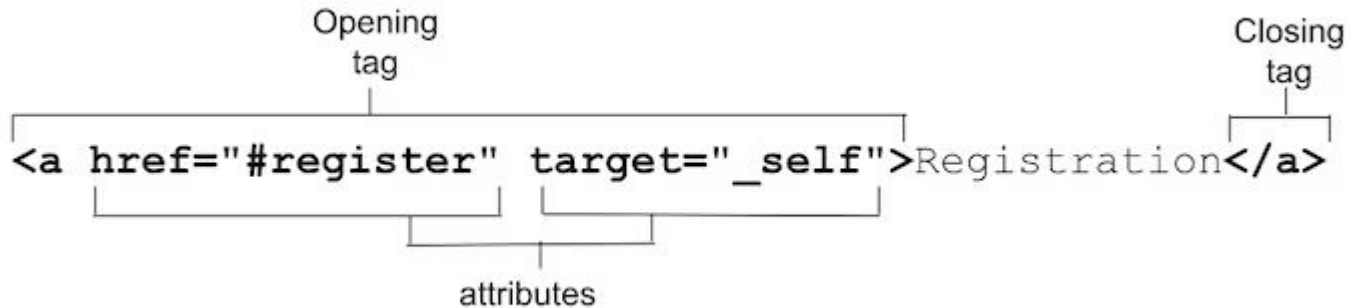 Opening
tag
Closing
tag
<a href="#register" target="_self">Registration</a>
attributes